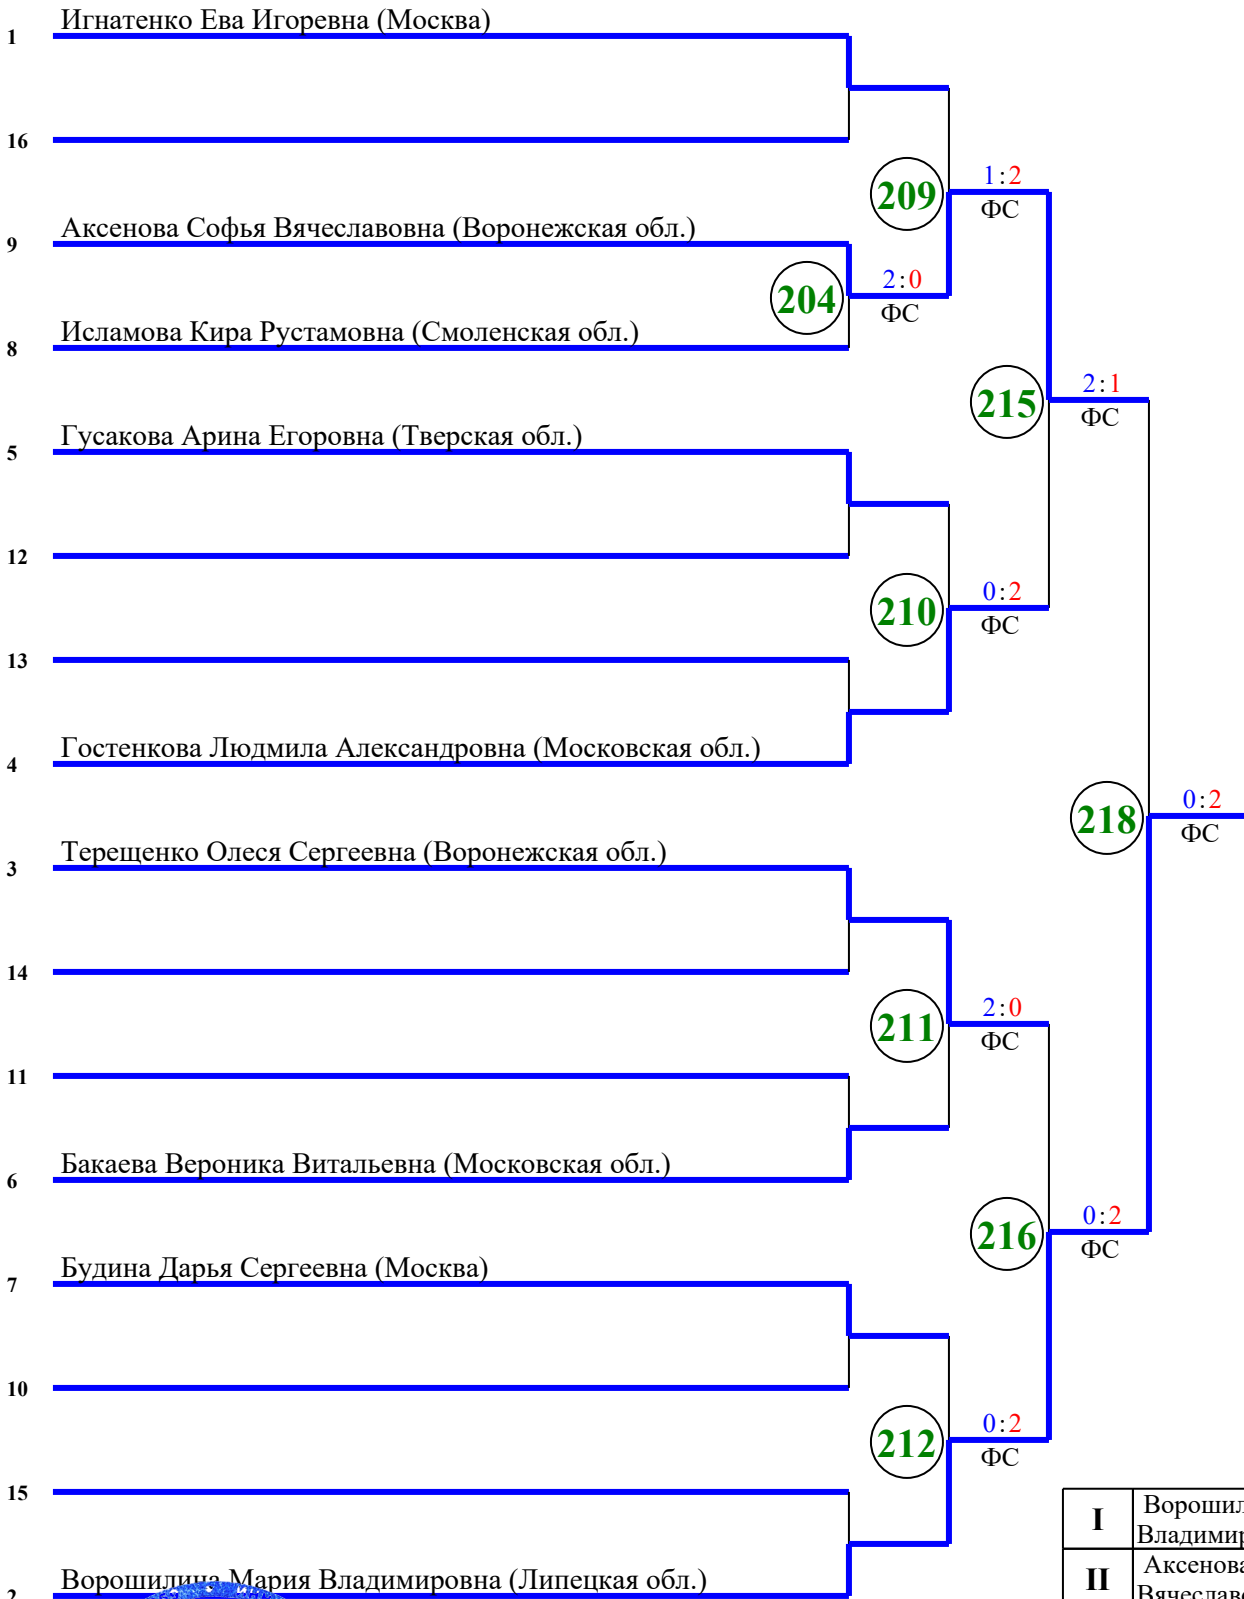 Игнатенко Ева Игоревна (Москва)
1
16
209
1:2
ФС
Аксенова Софья Вячеславовна (Воронежская обл.)
9
204
2:0
ФС
Исламова Кира Рустамовна (Смоленская обл.)
8
215
2:1
ФС
Гусакова Арина Егоровна (Тверская обл.)
5
12
210
0:2
ФС
13
Гостенкова Людмила Александровна (Московская обл.)
4
218
0:2
ФС
Терещенко Олеся Сергеевна (Воронежская обл.)
3
14
211
2:0
ФС
11
Бакаева Вероника Витальевна (Московская обл.)
6
216
0:2
ФС
Будина Дарья Сергеевна (Москва)
7
10
212
0:2
ФС
15
Ворошилина Мария Владимировна (Липецкая обл.)
2
I
Ворошил
Владимир
II
Аксенова
Вячеслав